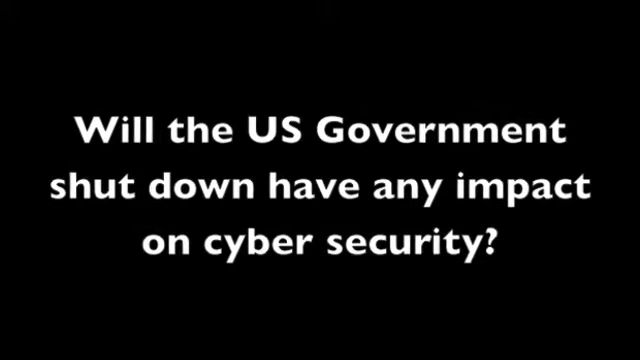 Will the US Government
shut down have any impact
on cyber security?